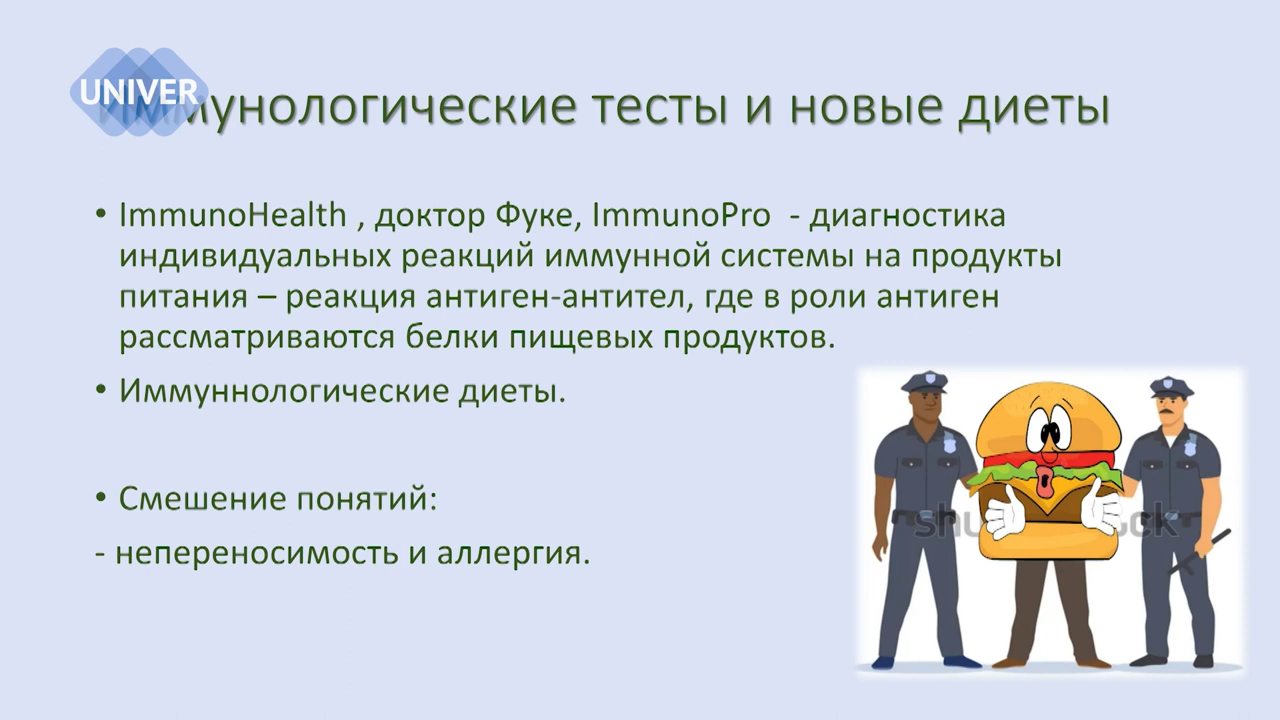 UNIVER
Иммунологические тесты и новые диеты
• ImmunoHealth , доктор Фуке, ImmunoPro - диагностика
индивидуальных реакций иммунной системы на продукты
питания – реакция антиген-антител, где в роли антиген
рассматриваются белки пищевых продуктов.
• Иммуннологические диеты.
• Смешение понятий:
- непереносимость и аллергия.